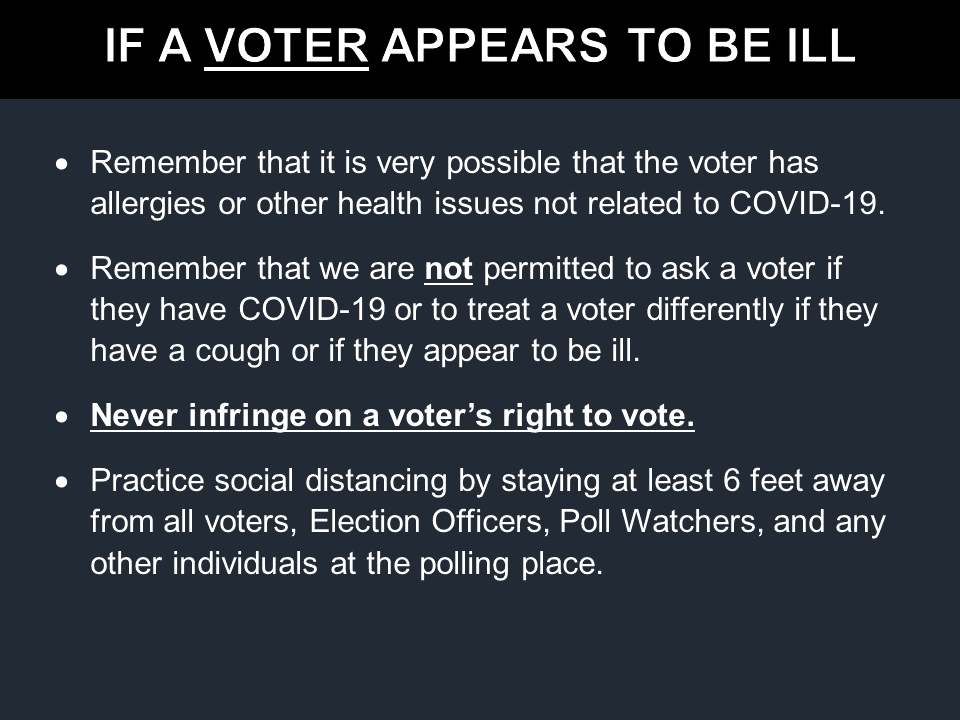 IF A VOTER APPEARS TO BE ILL
• Remember that it is very possible that the voter has
allergies or other health issues not related to COVID-19.
• Remember that we are not permitted to ask a voter if
they have COVID-19 or to treat a voter differently if they
have a cough or if they appear to be ill.
• Never infringe on a voter’s right to vote.
• Practice social distancing by staying at least 6 feet away
from all voters, Election Officers, Poll Watchers, and any
other individuals at the polling place.